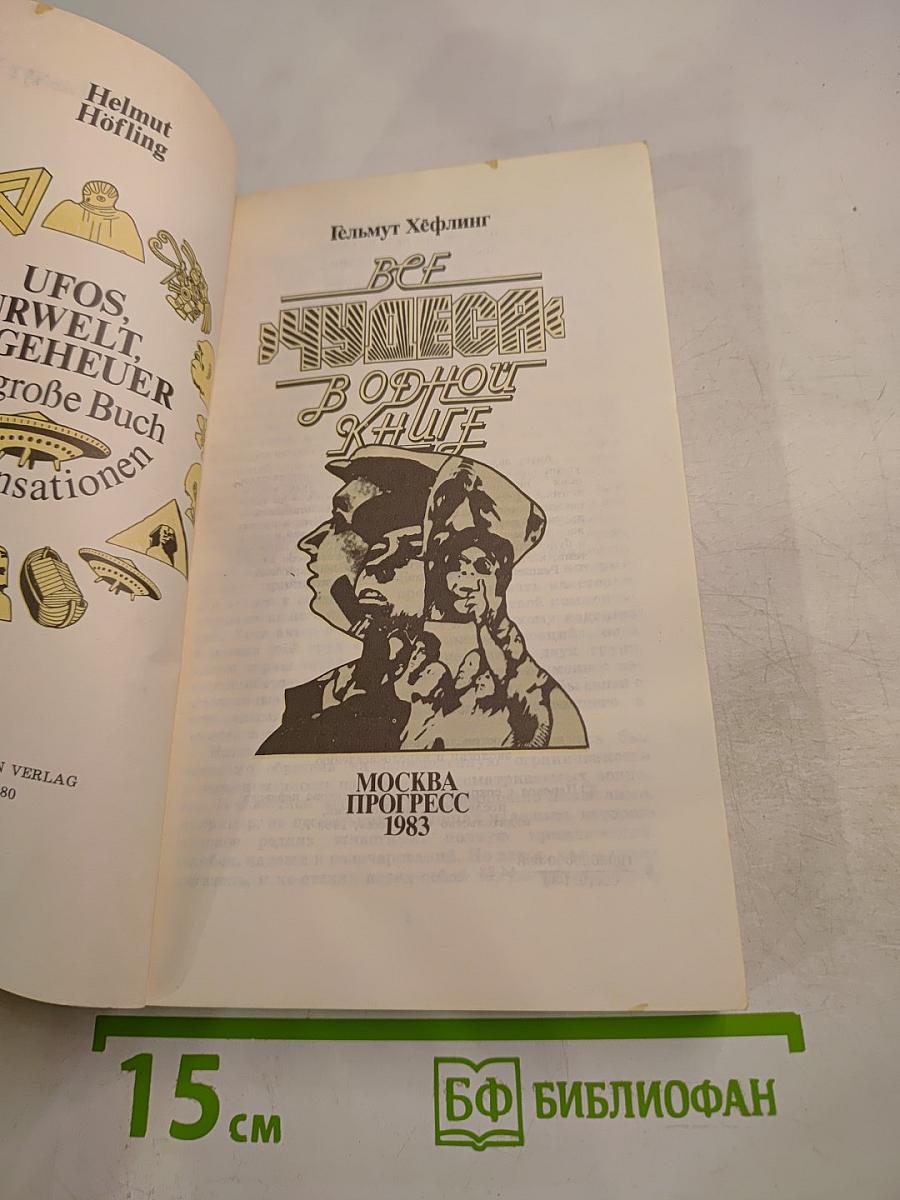 Helmut
Höfling
UFOS,
URWELT,
GEHEUER
große Buch
nsationen
N VERLAG
80
Гельмут Хёфлинг
ВСЕ
"ЧУДЕСА"
В ОДНОЙ
КНИГЕ
МОСКВА
ПРОГРЕСС
1983
15 см
БФ БИБЛИОФАН